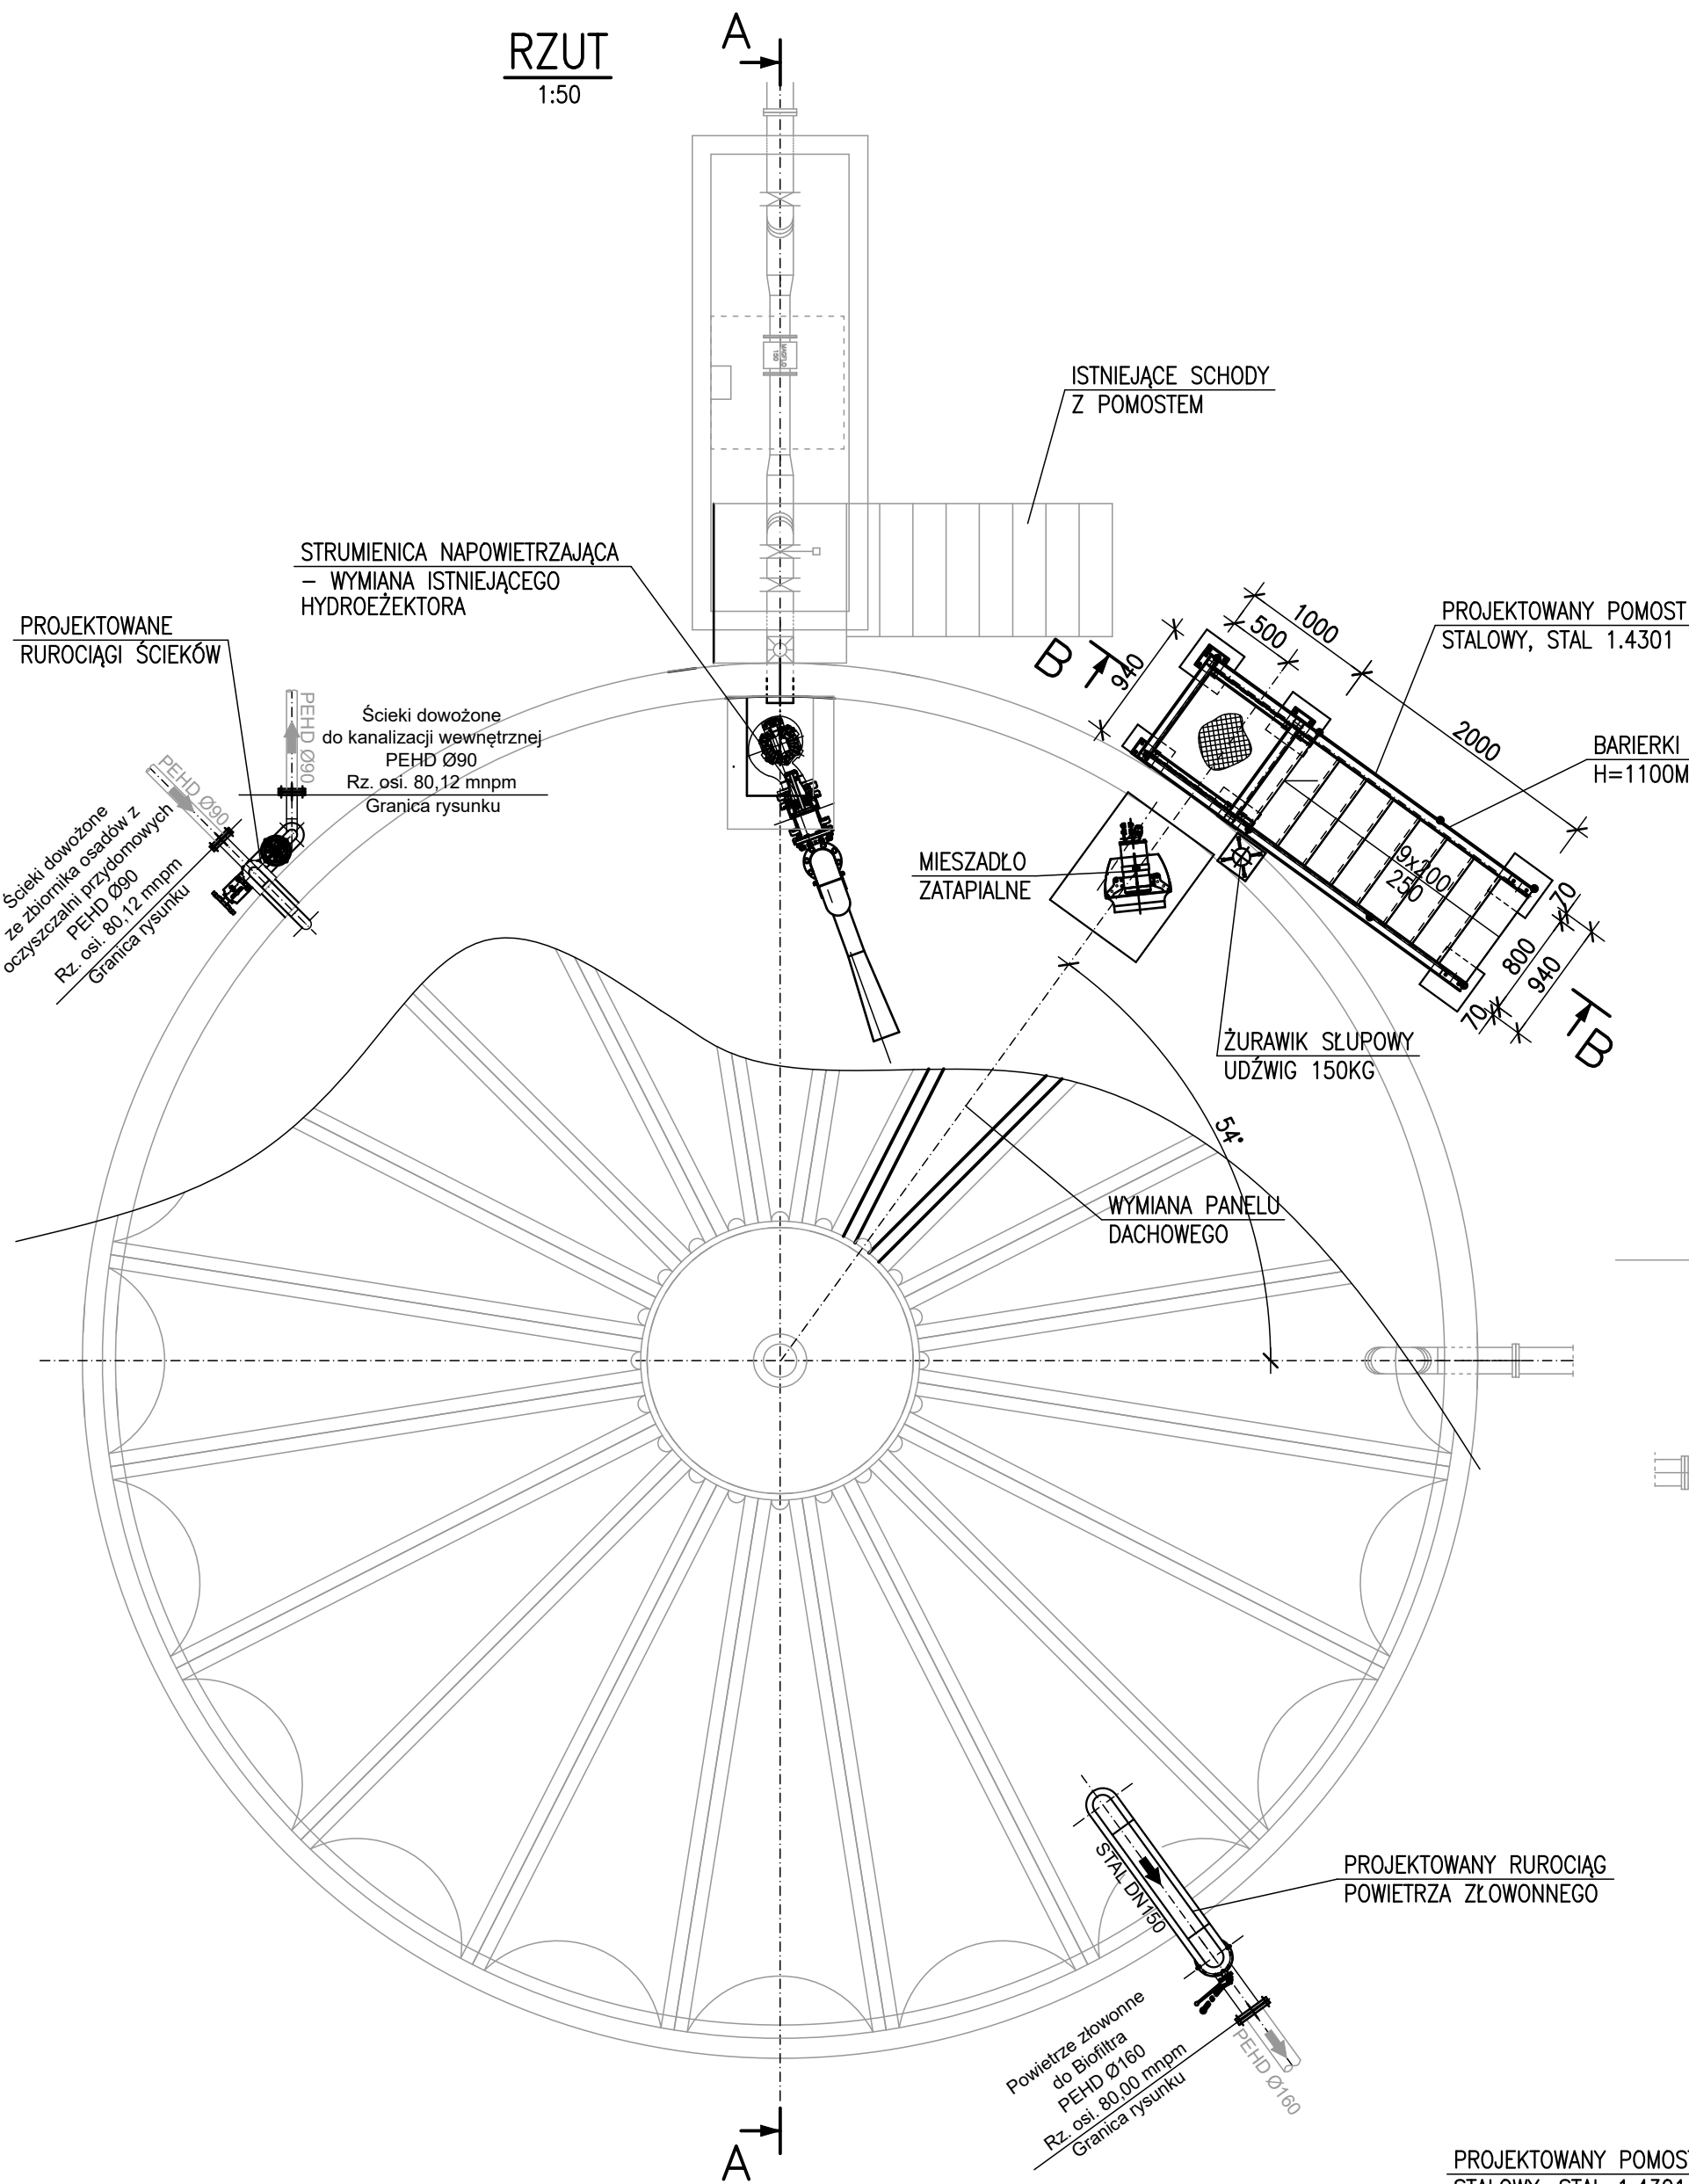 RZUT
1:50
A
ISTNIEJĄCE SCHODY
Z POMOSTEM
STRUMIENICA NAPOWIETRZAJĄCA
– WYMIANA ISTNIEJĄCEGO
HYDROEŻEKTORA
PROJEKTOWANE
RUROCIĄGI ŚCIEKÓW
PEHD Ø90
Ścieki dowożone
do kanalizacji wewnętrznej
PEHD Ø90
Rz. osi. 80,12 mnpm
Granica rysunku
PEHD Ø90
Ścieki dowożone
ze zbiornika osadów z
oczyszczalni przydomowych
PEHD Ø90
Rz. osi. 80,12 mnpm
Granica rysunku
B
940
500
1000
2000
PROJEKTOWANY POMOST
STALOWY, STAL 1.4301
BARIERKI
H=1100M
9x200
250
70
800
940
70
B
MIESZADŁO
ZATAPIALNE
ŻURAWIK SŁUPOWY
UDŹWIG 150KG
54°
WYMIANA PANELU
DACHOWEGO
STAL DN150
PROJEKTOWANY RUROCIĄG
POWIETRZA ZŁOWONNEGO
Powietrze złowonne
do Biofiltra
PEHD Ø160
Rz. osi. 80,00 mnpm
Granica rysunku
PEHD Ø160
A
PROJEKTOWANY POMOST
STALOWY, STAL 1.4301